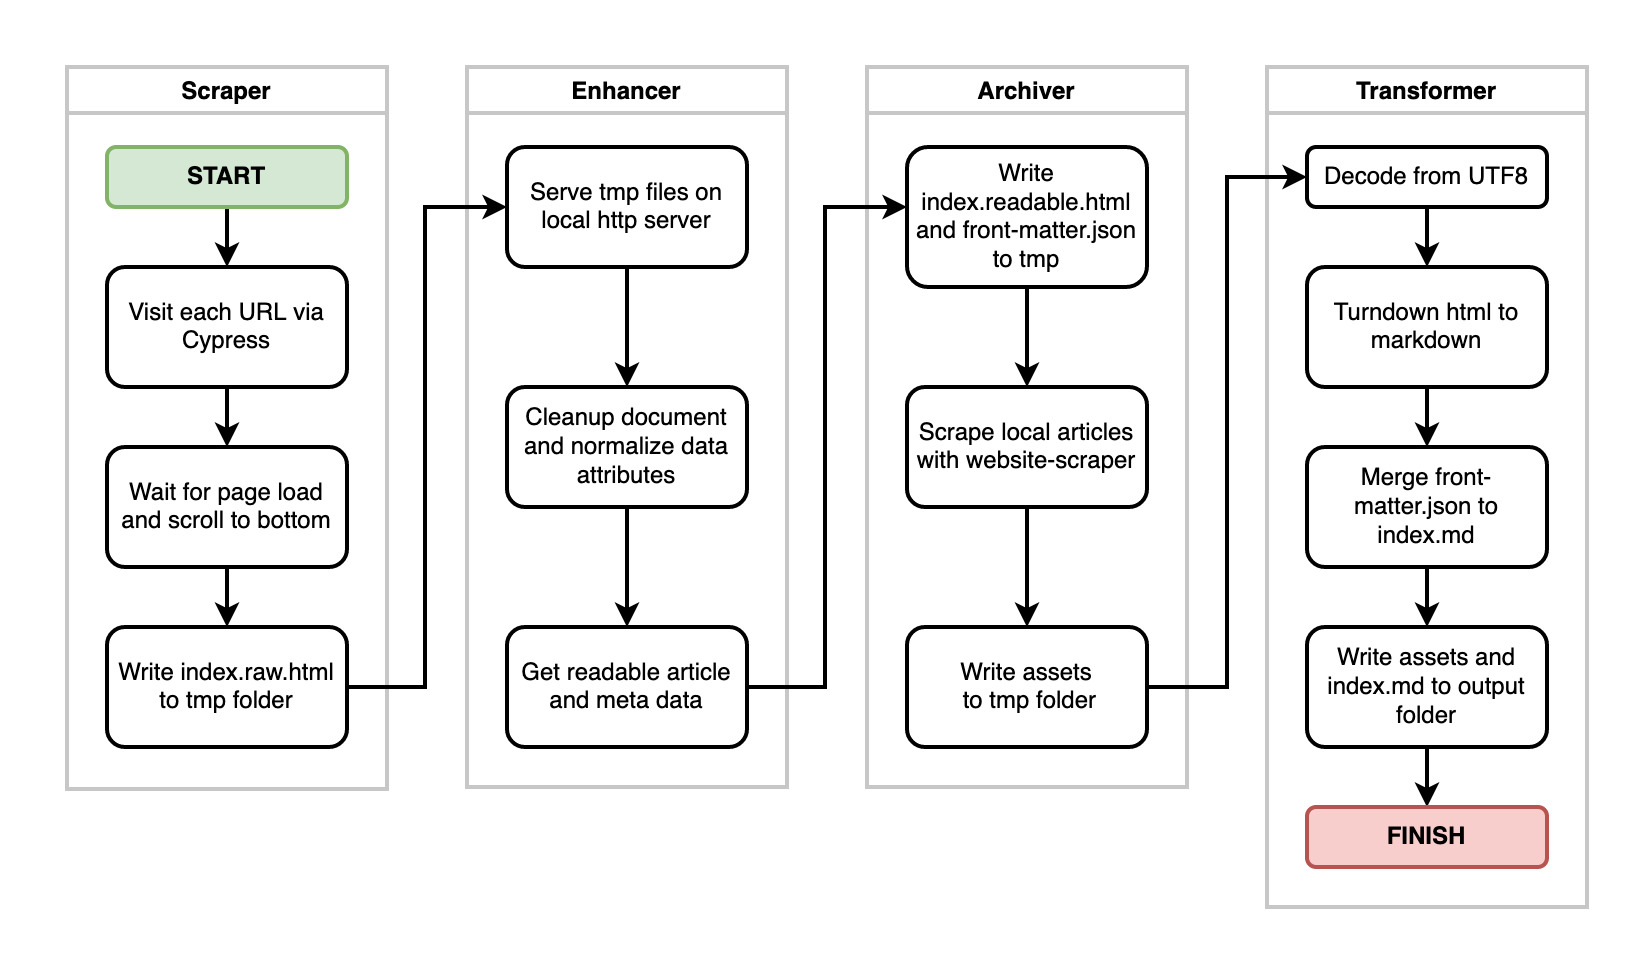 Scraper
START
Visit each URL via
Cypress
Wait for page load
and scroll to bottom
Write index.raw.html
to tmp folder
Enhancer
Serve tmp files on
local http server
Cleanup document
and normalize data
attributes
Get readable article
and meta data
Archiver
Write
index.readable.html
and front-matter.json
to tmp
Scrape local articles
with website-scraper
Write assets
to tmp folder
Transformer
Decode from UTF8
Turndown html to
markdown
Merge front-
matter.json to
index.md
Write assets and
index.md to output
folder
FINISH